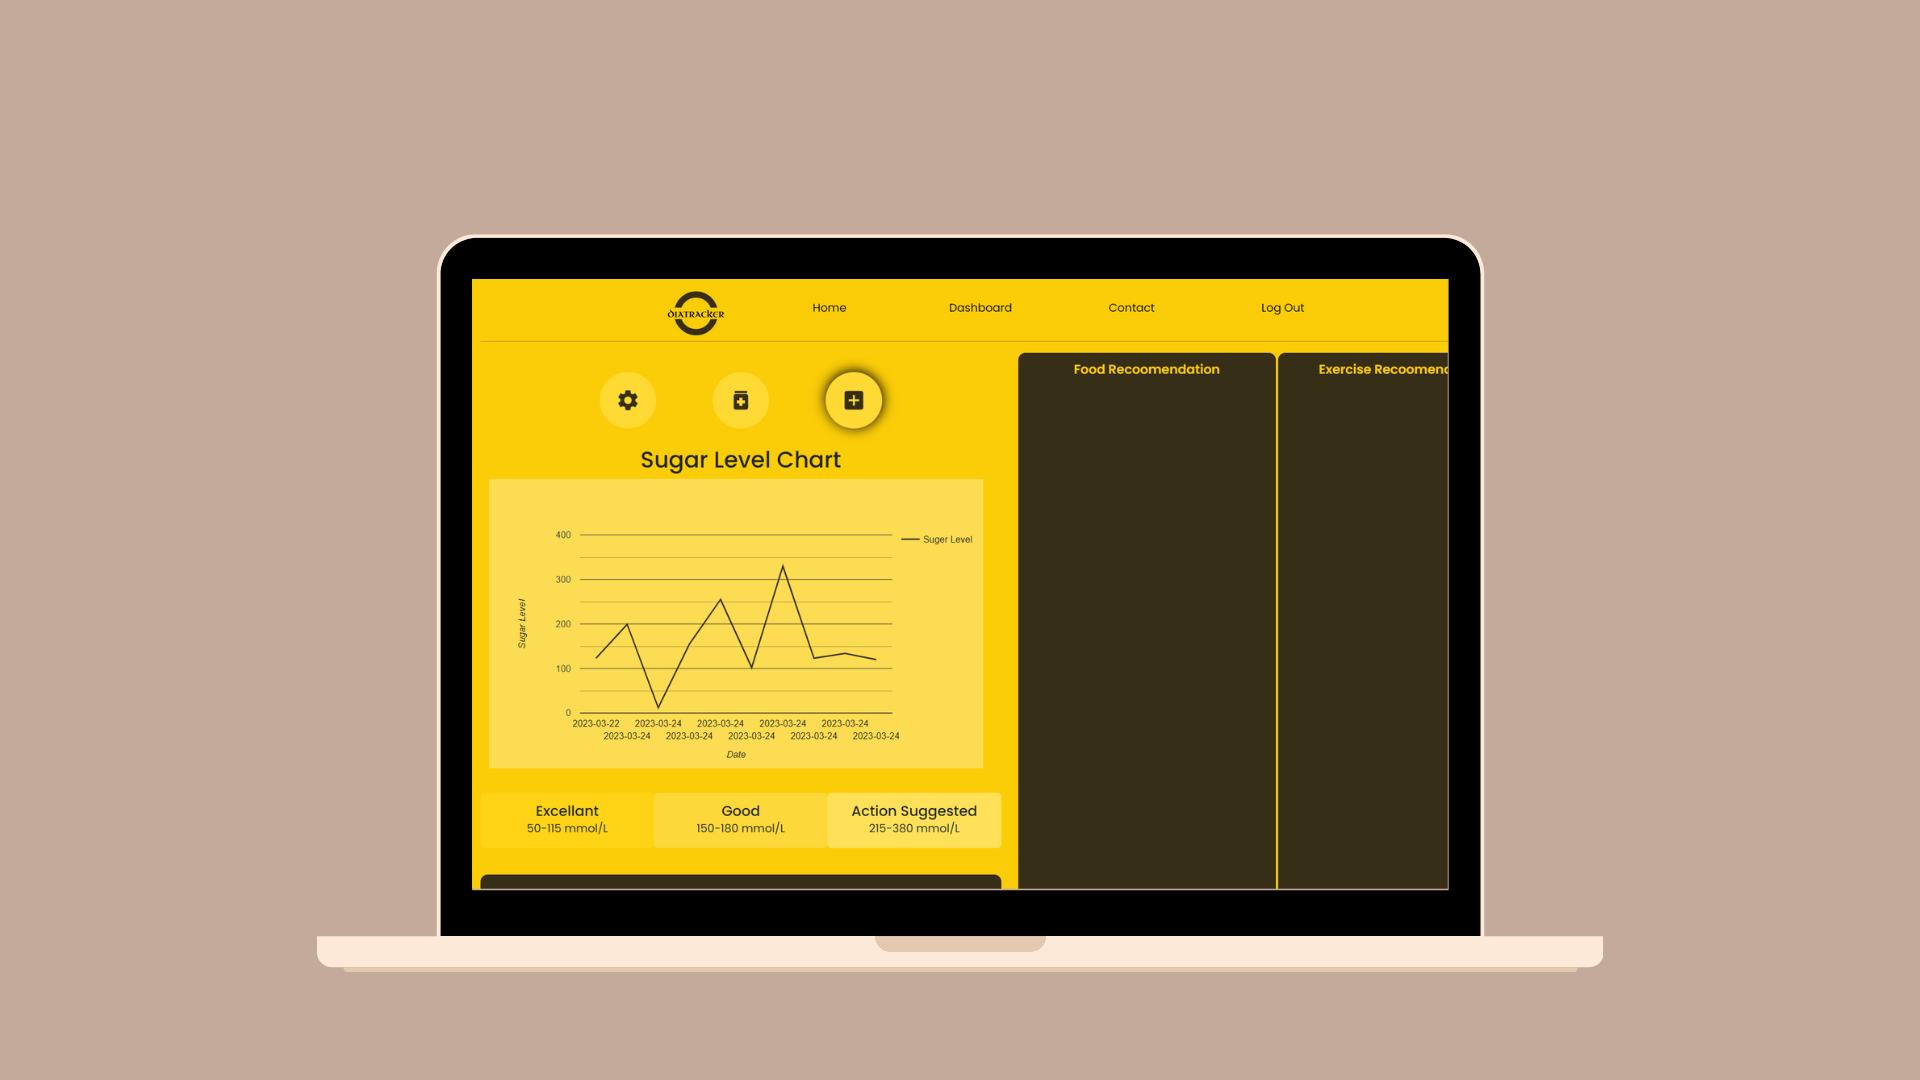 DIATRACKER
Home
Dashboard
Contact
Log Out
Sugar Level Chart
400
300
200
100
0
Sugar Level
Suger Level
2023-03-22 2023-03-24 2023-03-24 2023-03-24 2023-03-24
2023-03-24 2023-03-24 2023-03-24 2023-03-24 2023-03-24
Date
Excellant
50-115 mmol/L
Good
150-180 mmol/L
Action Suggested
215-380 mmol/L
Food Recoomendation
Exercise Recoomend